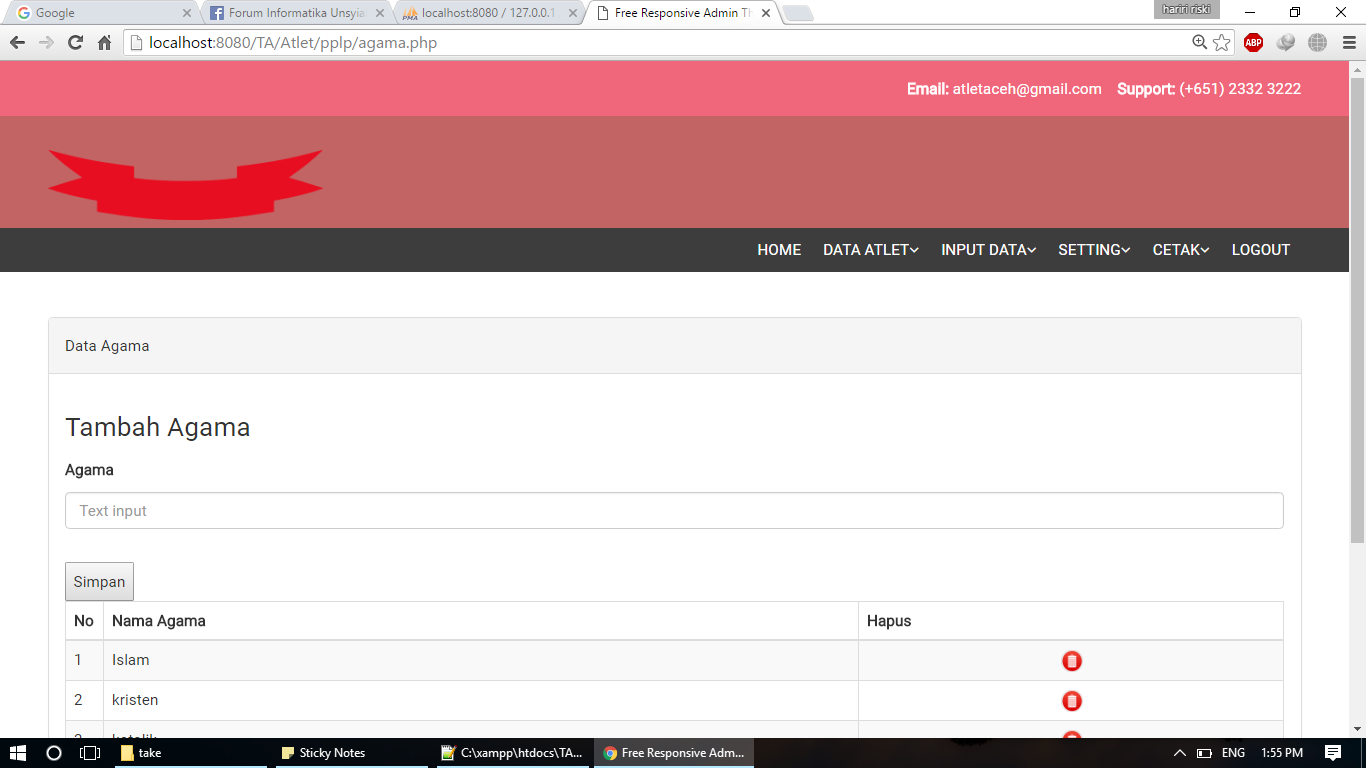 Google
Forum Informatika Unsyia
localhost:8080 / 127.0.0.1
Free Responsive Admin Th
hariri riski
localhost:8080/TA/Atlet/pplp/agama.php
ABP
Email: atletaceh@gmail.com Support: (+651) 2332 3222
HOME DATA ATLET INPUT DATA SETTING CETAK LOGOUT
Data Agama
Tambah Agama
Agama
Text input
Simpan
No Nama Agama Hapus
1 Islam
2 kristen
3 katolik
take
Sticky Notes
C:\xampp\htdocs\TA...
Free Responsive Adm...
ENG
1:55 PM